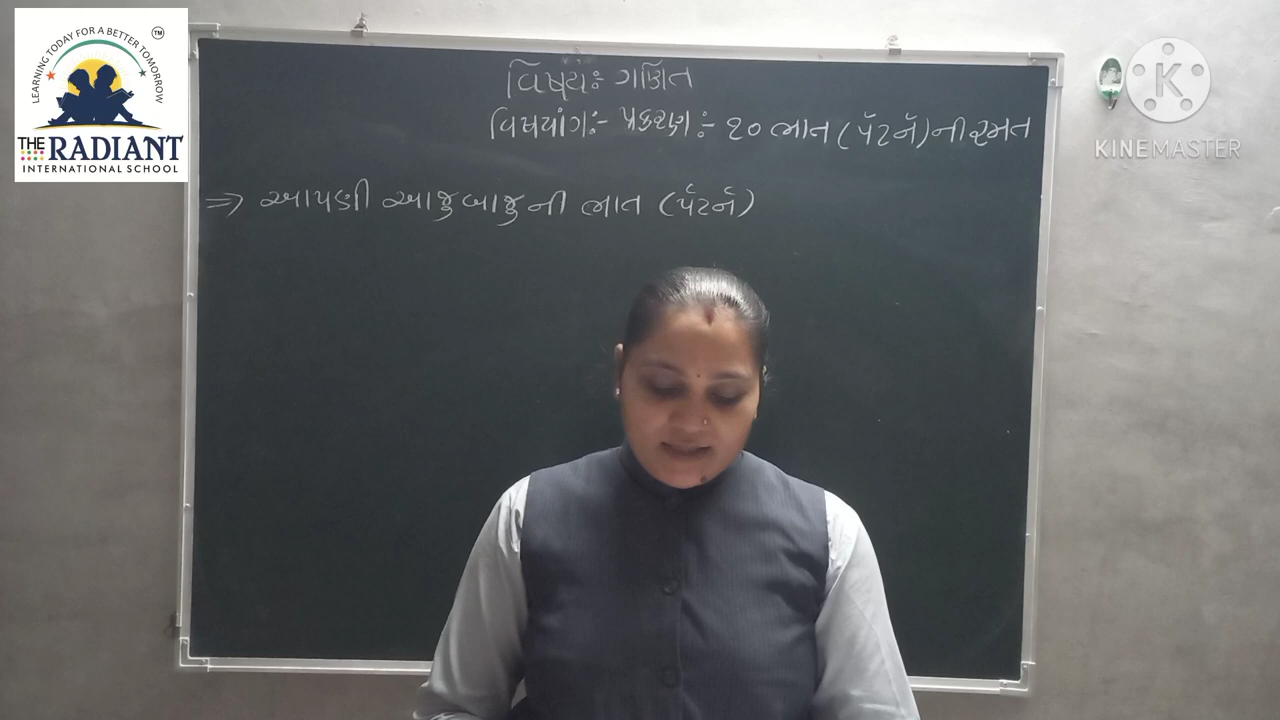 LEARNING TODAY FOR A BETTER TOMORROW
TM
THE RADIANT
INTERNATIONAL SCHOOL
વિષય:- ગણિત
વિષયાંગ:- પ્રકરણ:- ૧૦ ભાત (પૅટર્ન) ની રમત
⇒ આપણી આજુબાજુની ભાત (પૅટર્ન)
K
KINEMASTER